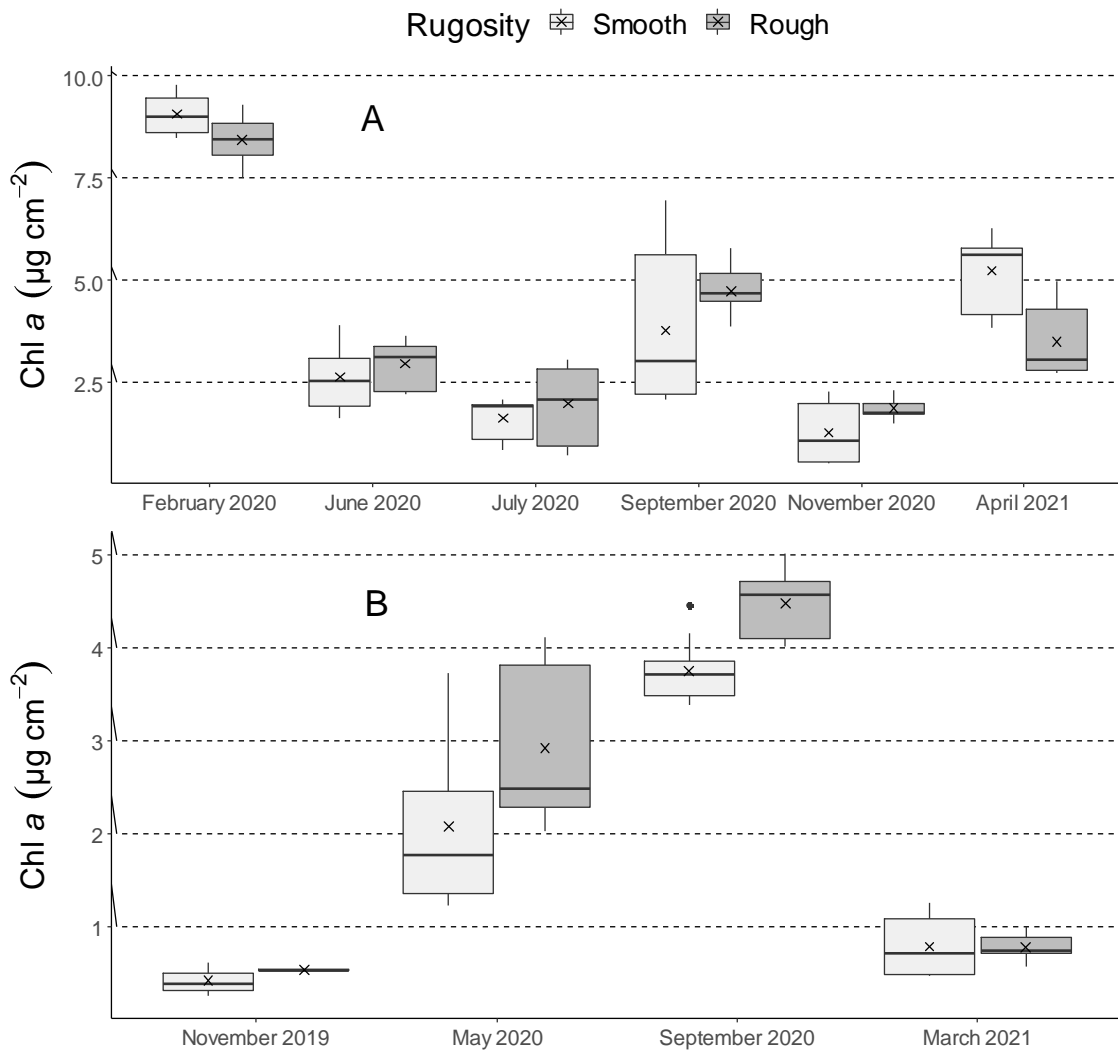 Rugosity Smooth Rough
A
Chl a (µg cm⁻²)
10.0
7.5
5.0
2.5
February 2020 June 2020 July 2020 September 2020 November 2020 April 2021
B
Chl a (µg cm⁻²)
5
4
3
2
1
November 2019 May 2020 September 2020 March 2021